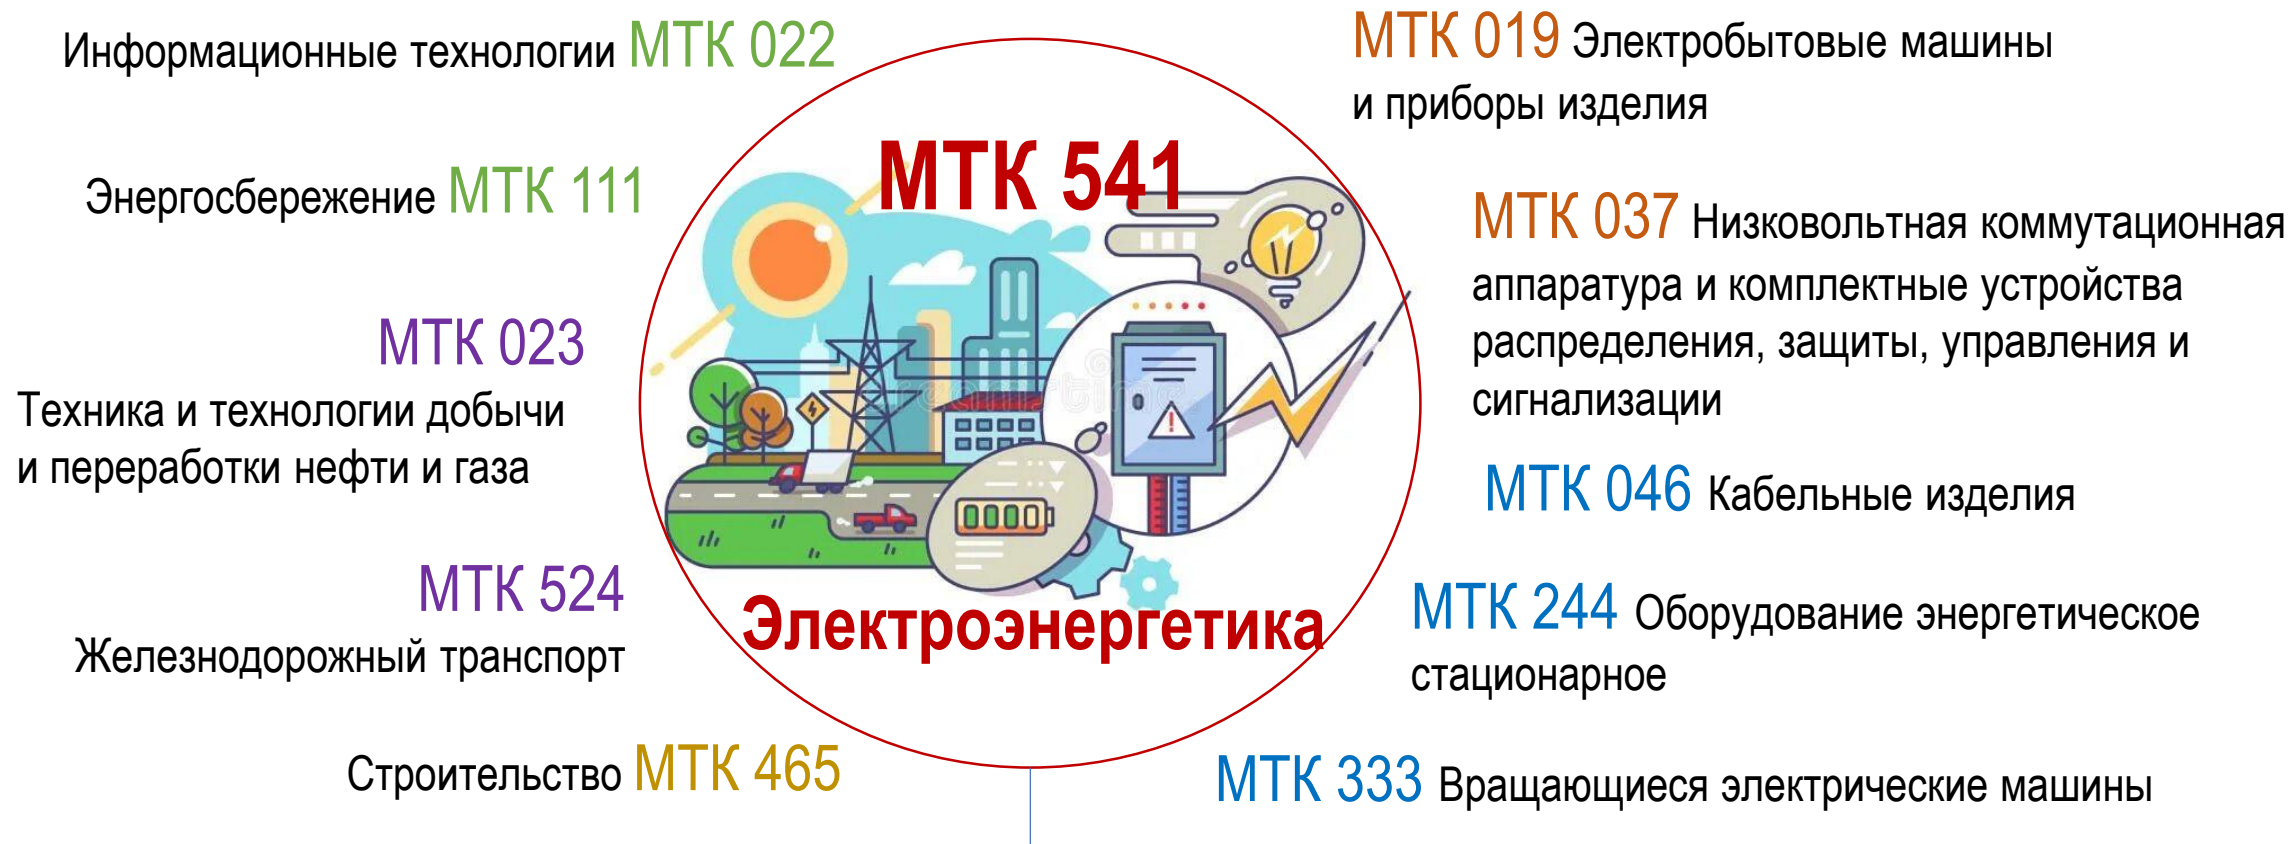 Информационные технологии МТК 022
Энергосбережение МТК 111
МТК 023
Техника и технологии добычи
и переработки нефти и газа
МТК 524
Железнодорожный транспорт
Строительство МТК 465
МТК 541
Электроэнергетика
МТК 019 Электробытовые машины
и приборы изделия
МТК 037 Низковольтная коммутационная
аппаратура и комплектные устройства
распределения, защиты, управления и
сигнализации
МТК 046 Кабельные изделия
МТК 244 Оборудование энергетическое
стационарное
МТК 333 Вращающиеся электрические машины